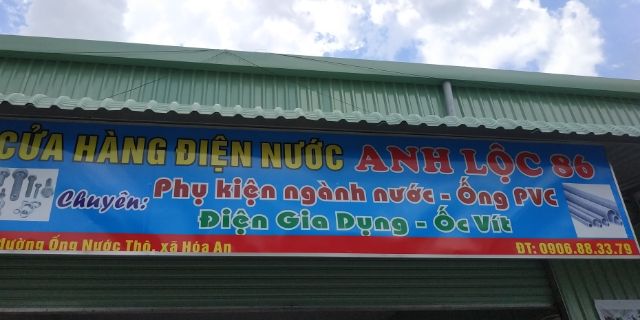 CỬA HÀNG ĐIỆN NƯỚC ANH LỘC 86
Chuyên: Phụ kiện ngành nước - Ống PVC
Điện Gia Dụng - Ốc Vít
đường Ống Nước Thô, xã Hóa An ĐT: 0906.88.33.79